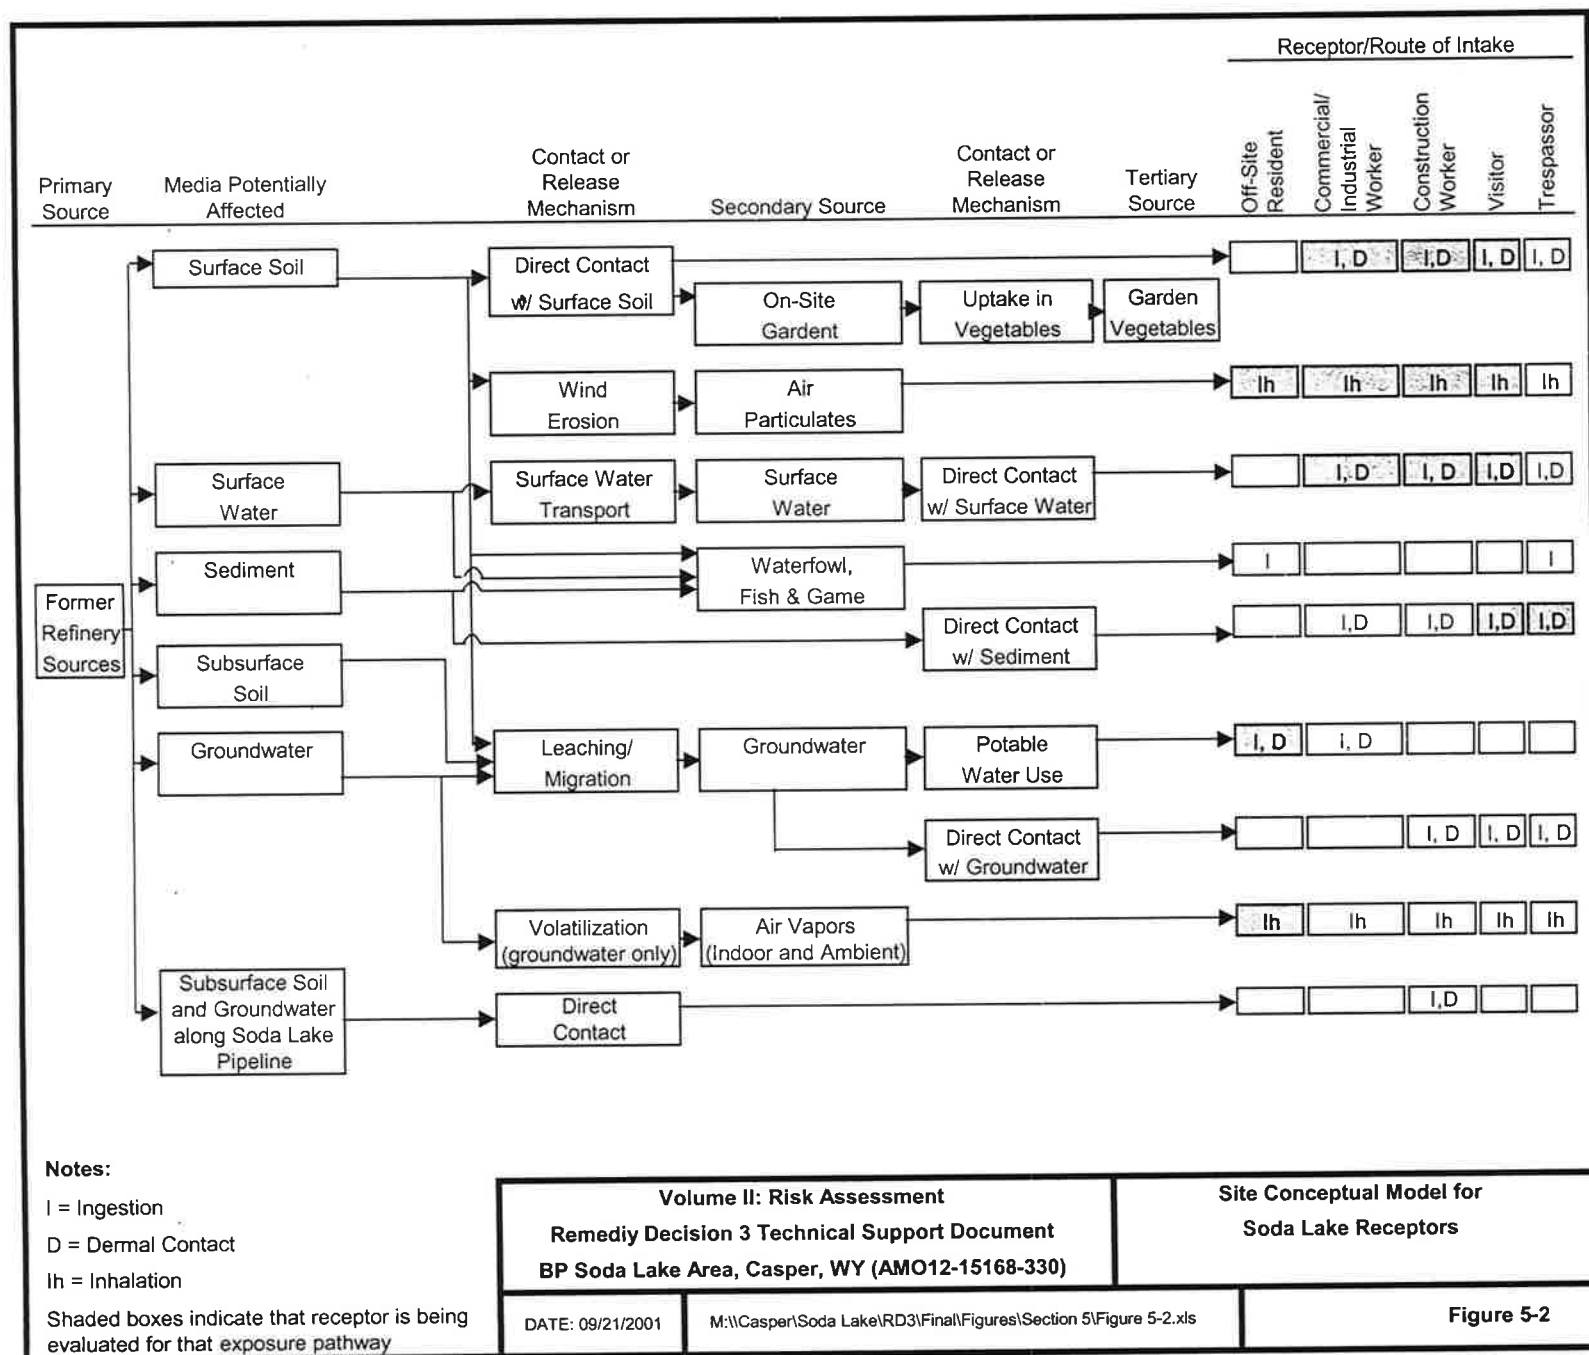 Receptor/Route of Intake
Primary
Source
Media Potentially
Affected
Contact or
Release
Mechanism
Secondary Source
Contact or
Release
Mechanism
Tertiary
Source
Off-Site
Resident
Commercial/
Industrial
Worker
Construction
Worker
Visitor
Trespassor
Surface Soil
Direct Contact
w/ Surface Soil
I, D
I,D
I, D
I, D
On-Site
Gardent
Uptake in
Vegetables
Garden
Vegetables
Wind
Erosion
Air
Particulates
Ih
Ih
Ih
Ih
Ih
Surface
Water
Surface Water
Transport
Surface
Water
Direct Contact
w/ Surface Water
I, D
I, D
I,D
I,D
Sediment
Waterfowl,
Fish & Game
I
I
Former
Refinery
Sources
Direct Contact
w/ Sediment
I,D
I,D
I,D
I,D
Subsurface
Soil
Groundwater
Leaching/
Migration
Groundwater
Potable
Water Use
I, D
I, D
Direct Contact
w/ Groundwater
I, D
I, D
I, D
Volatilization
(groundwater only)
Air Vapors
(Indoor and Ambient)
Ih
Ih
Ih
Ih
Ih
Subsurface Soil
and Groundwater
along Soda Lake
Pipeline
Direct
Contact
I,D
Notes:
I = Ingestion
D = Dermal Contact
Ih = Inhalation
Shaded boxes indicate that receptor is being
evaluated for that exposure pathway
Volume II: Risk Assessment
Remediy Decision 3 Technical Support Document
BP Soda Lake Area, Casper, WY (AMO12-15168-330)
Site Conceptual Model for
Soda Lake Receptors
DATE: 09/21/2001
M:\\Casper\Soda Lake\RD3\Final\Figures\Section 5\Figure 5-2.xls
Figure 5-2